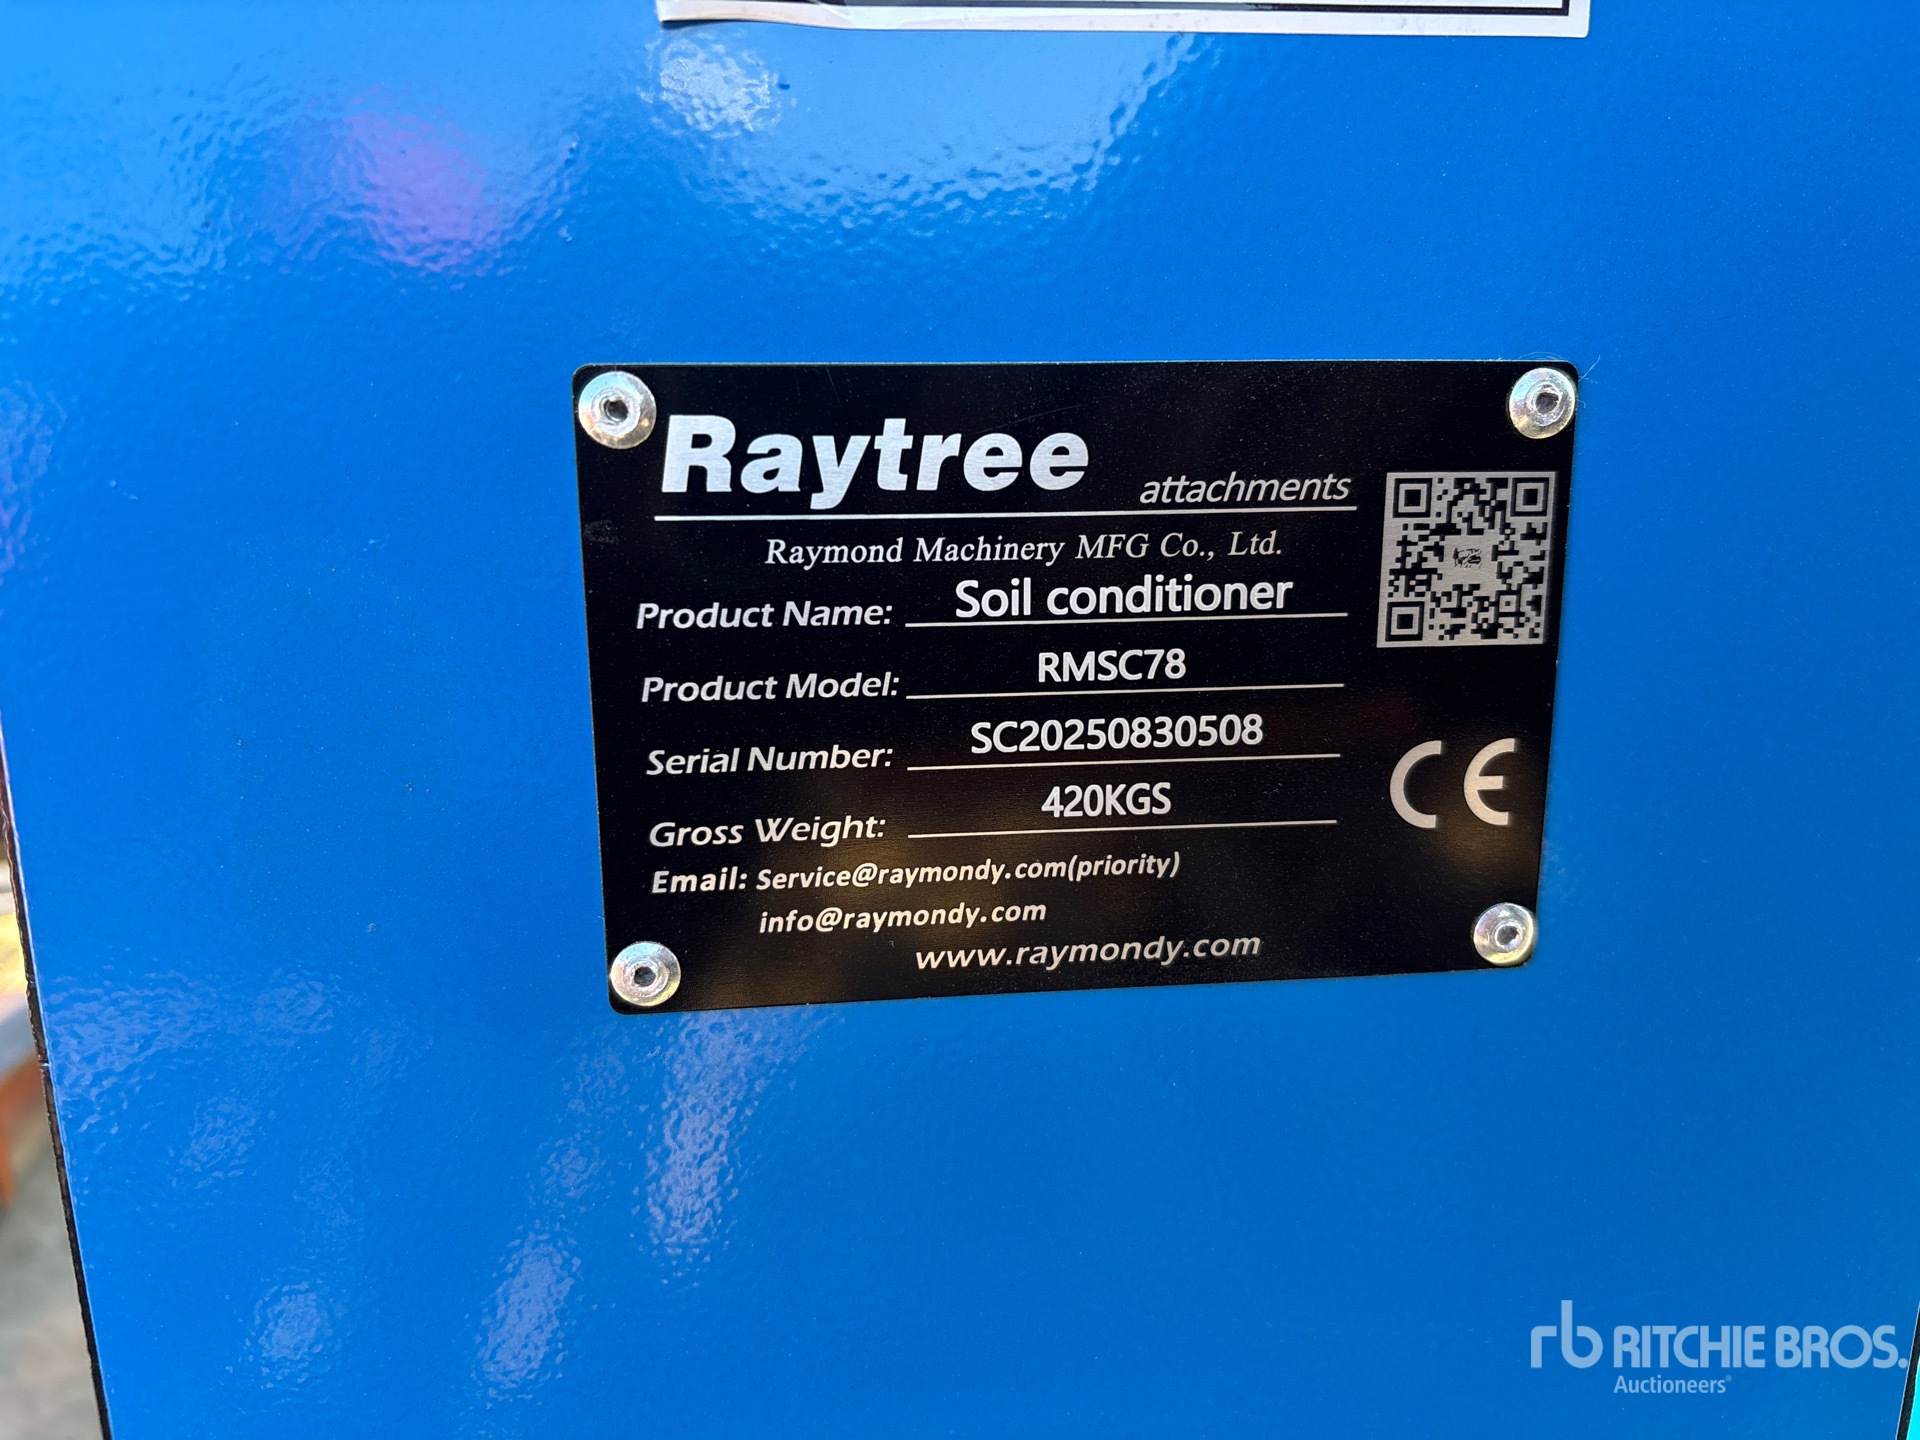 Raytree
attachments
Raymond Machinery MFG Co., Ltd.
Product Name: Soil conditioner
Product Model: RMSC78
Serial Number: SC20250830508
Gross Weight: 420KGS
Email: Service@raymondy.com(priority)
info@raymondy.com
www.raymondy.com
CE
rb RITCHIE BROS.
Auctioneers®